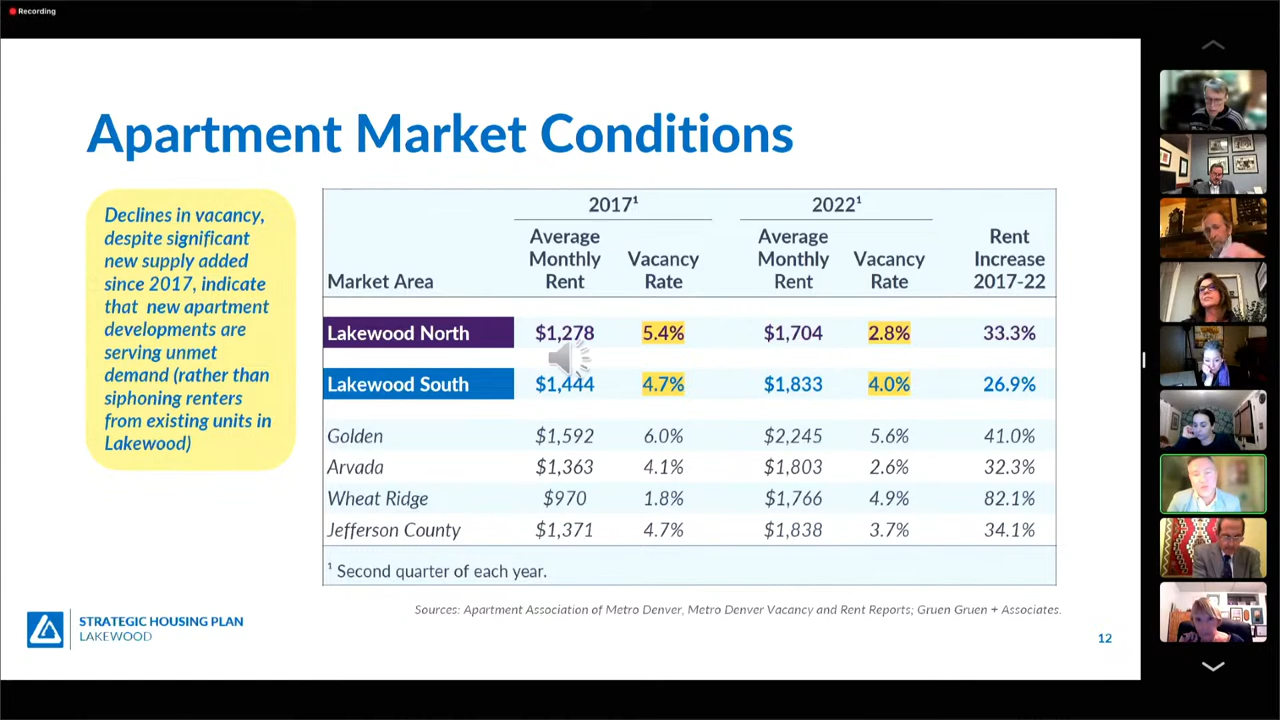 Recording
Apartment Market Conditions
Declines in vacancy,
despite significant
new supply added
since 2017, indicate
that new apartment
developments are
serving unmet
demand (rather than
siphoning renters
from existing units in
Lakewood)
2017¹ 2022¹
Average Monthly Rent Vacancy Rate Average Monthly Rent Vacancy Rate Rent Increase 2017-22
Market Area
Lakewood North $1,278 5.4% $1,704 2.8% 33.3%
Lakewood South $1,444 4.7% $1,833 4.0% 26.9%
Golden $1,592 6.0% $2,245 5.6% 41.0%
Arvada $1,363 4.1% $1,803 2.6% 32.3%
Wheat Ridge $970 1.8% $1,766 4.9% 82.1%
Jefferson County $1,371 4.7% $1,838 3.7% 34.1%
¹ Second quarter of each year.
Sources: Apartment Association of Metro Denver, Metro Denver Vacancy and Rent Reports; Gruen Gruen + Associates.
STRATEGIC HOUSING PLAN
LAKEWOOD
12